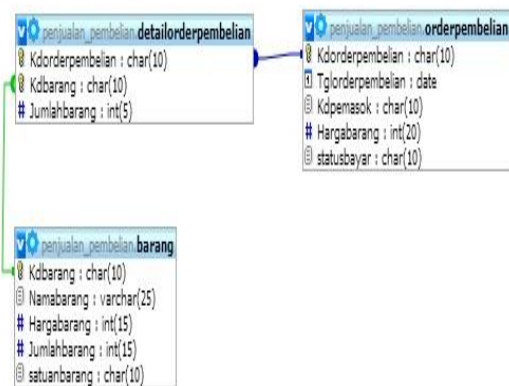 penjualan_pembelian.detailorderpembelian
Kdorderpembelian : char(10)
Kdbarang : char(10)
# Jumlahbarang : int(5)
penjualan_pembelian.orderpembelian
Kdorderpembelian : char(10)
Tglorderpembelian : date
Kdpemasok : char(10)
# Hargabarang : int(20)
statusbayar : char(10)
penjualan_pembelian.barang
Kdbarang : char(10)
Namabarang : varchar(25)
# Hargabarang : int(15)
# Jumlahbarang : int(15)
satuanbarang : char(10)